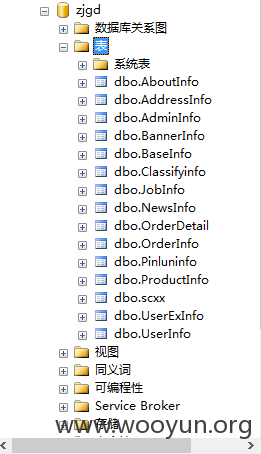 zjgd
数据库关系图
表
系统表
dbo.AboutInfo
dbo.AddressInfo
dbo.AdminInfo
dbo.BannerInfo
dbo.BaseInfo
dbo.Classifyinfo
dbo.JobInfo
dbo.NewsInfo
dbo.OrderDetail
dbo.OrderInfo
dbo.Pinluninfo
dbo.ProductInfo
dbo.scxx
dbo.UserExInfo
dbo.UserInfo
视图
同义词
可编程性
Service Broker
存储
www.wooyun.org